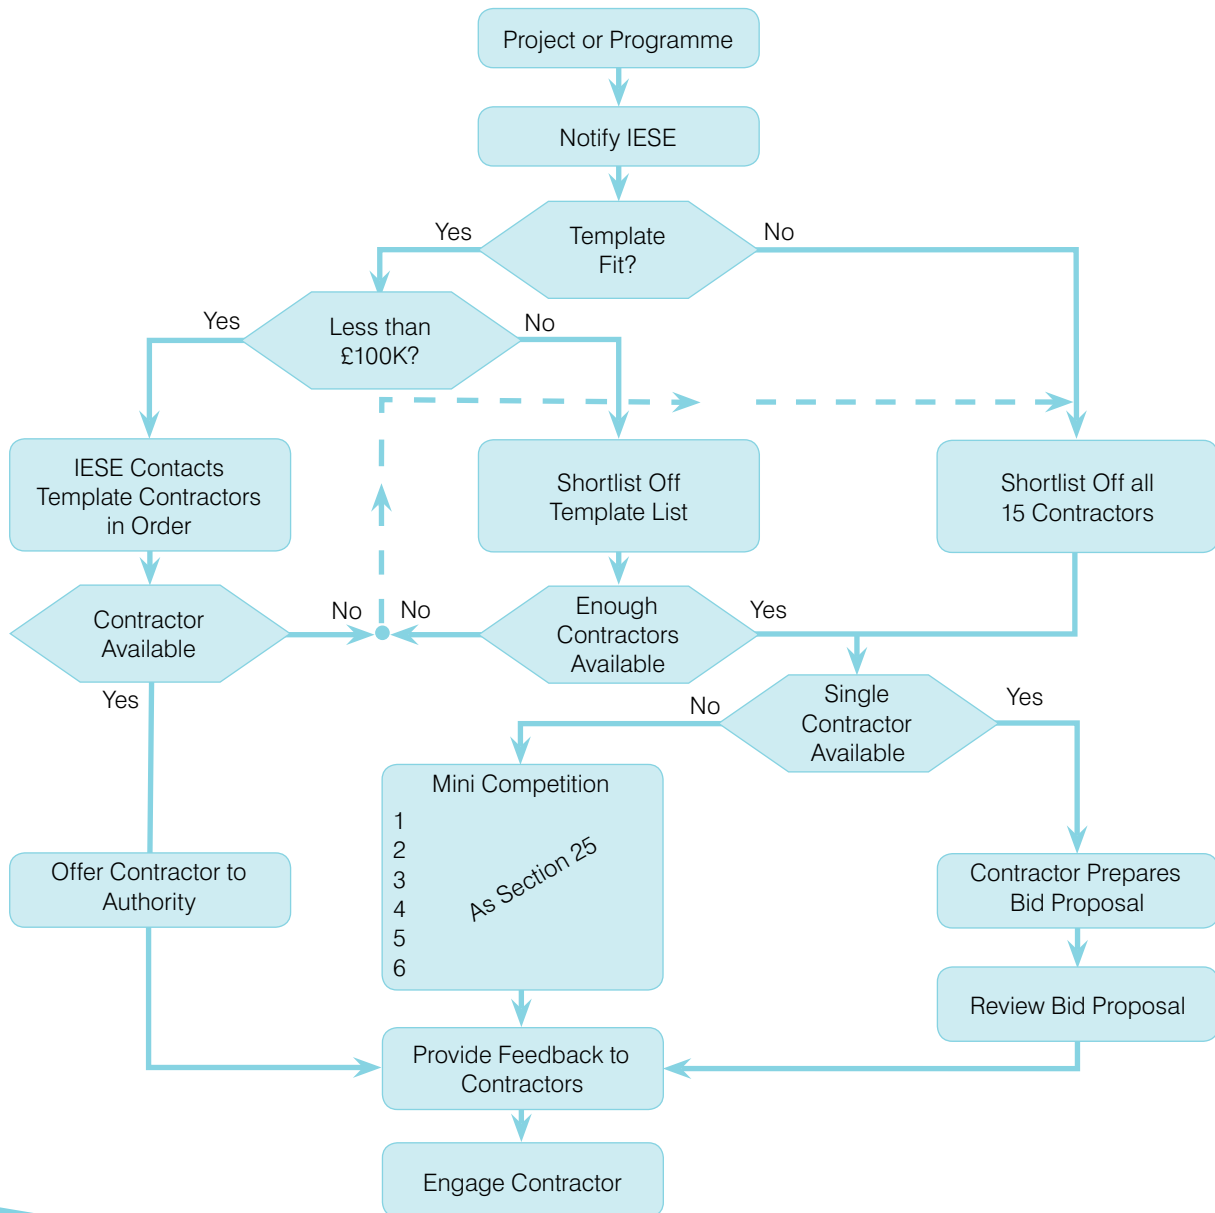 Project or Programme
Notify IESE
Yes
Template
Fit?
No
Yes
Less than
£100K?
No
IESE Contacts
Template Contractors
in Order
Shortlist Off
Template List
Shortlist Off all
15 Contractors
Contractor
Available
No
No
Enough
Contractors
Available
Yes
Yes
No
Single
Contractor
Available
Yes
Mini Competition
1
2
3
4
5
6
As Section 25
Offer Contractor to
Authority
Contractor Prepares
Bid Proposal
Review Bid Proposal
Provide Feedback to
Contractors
Engage Contractor